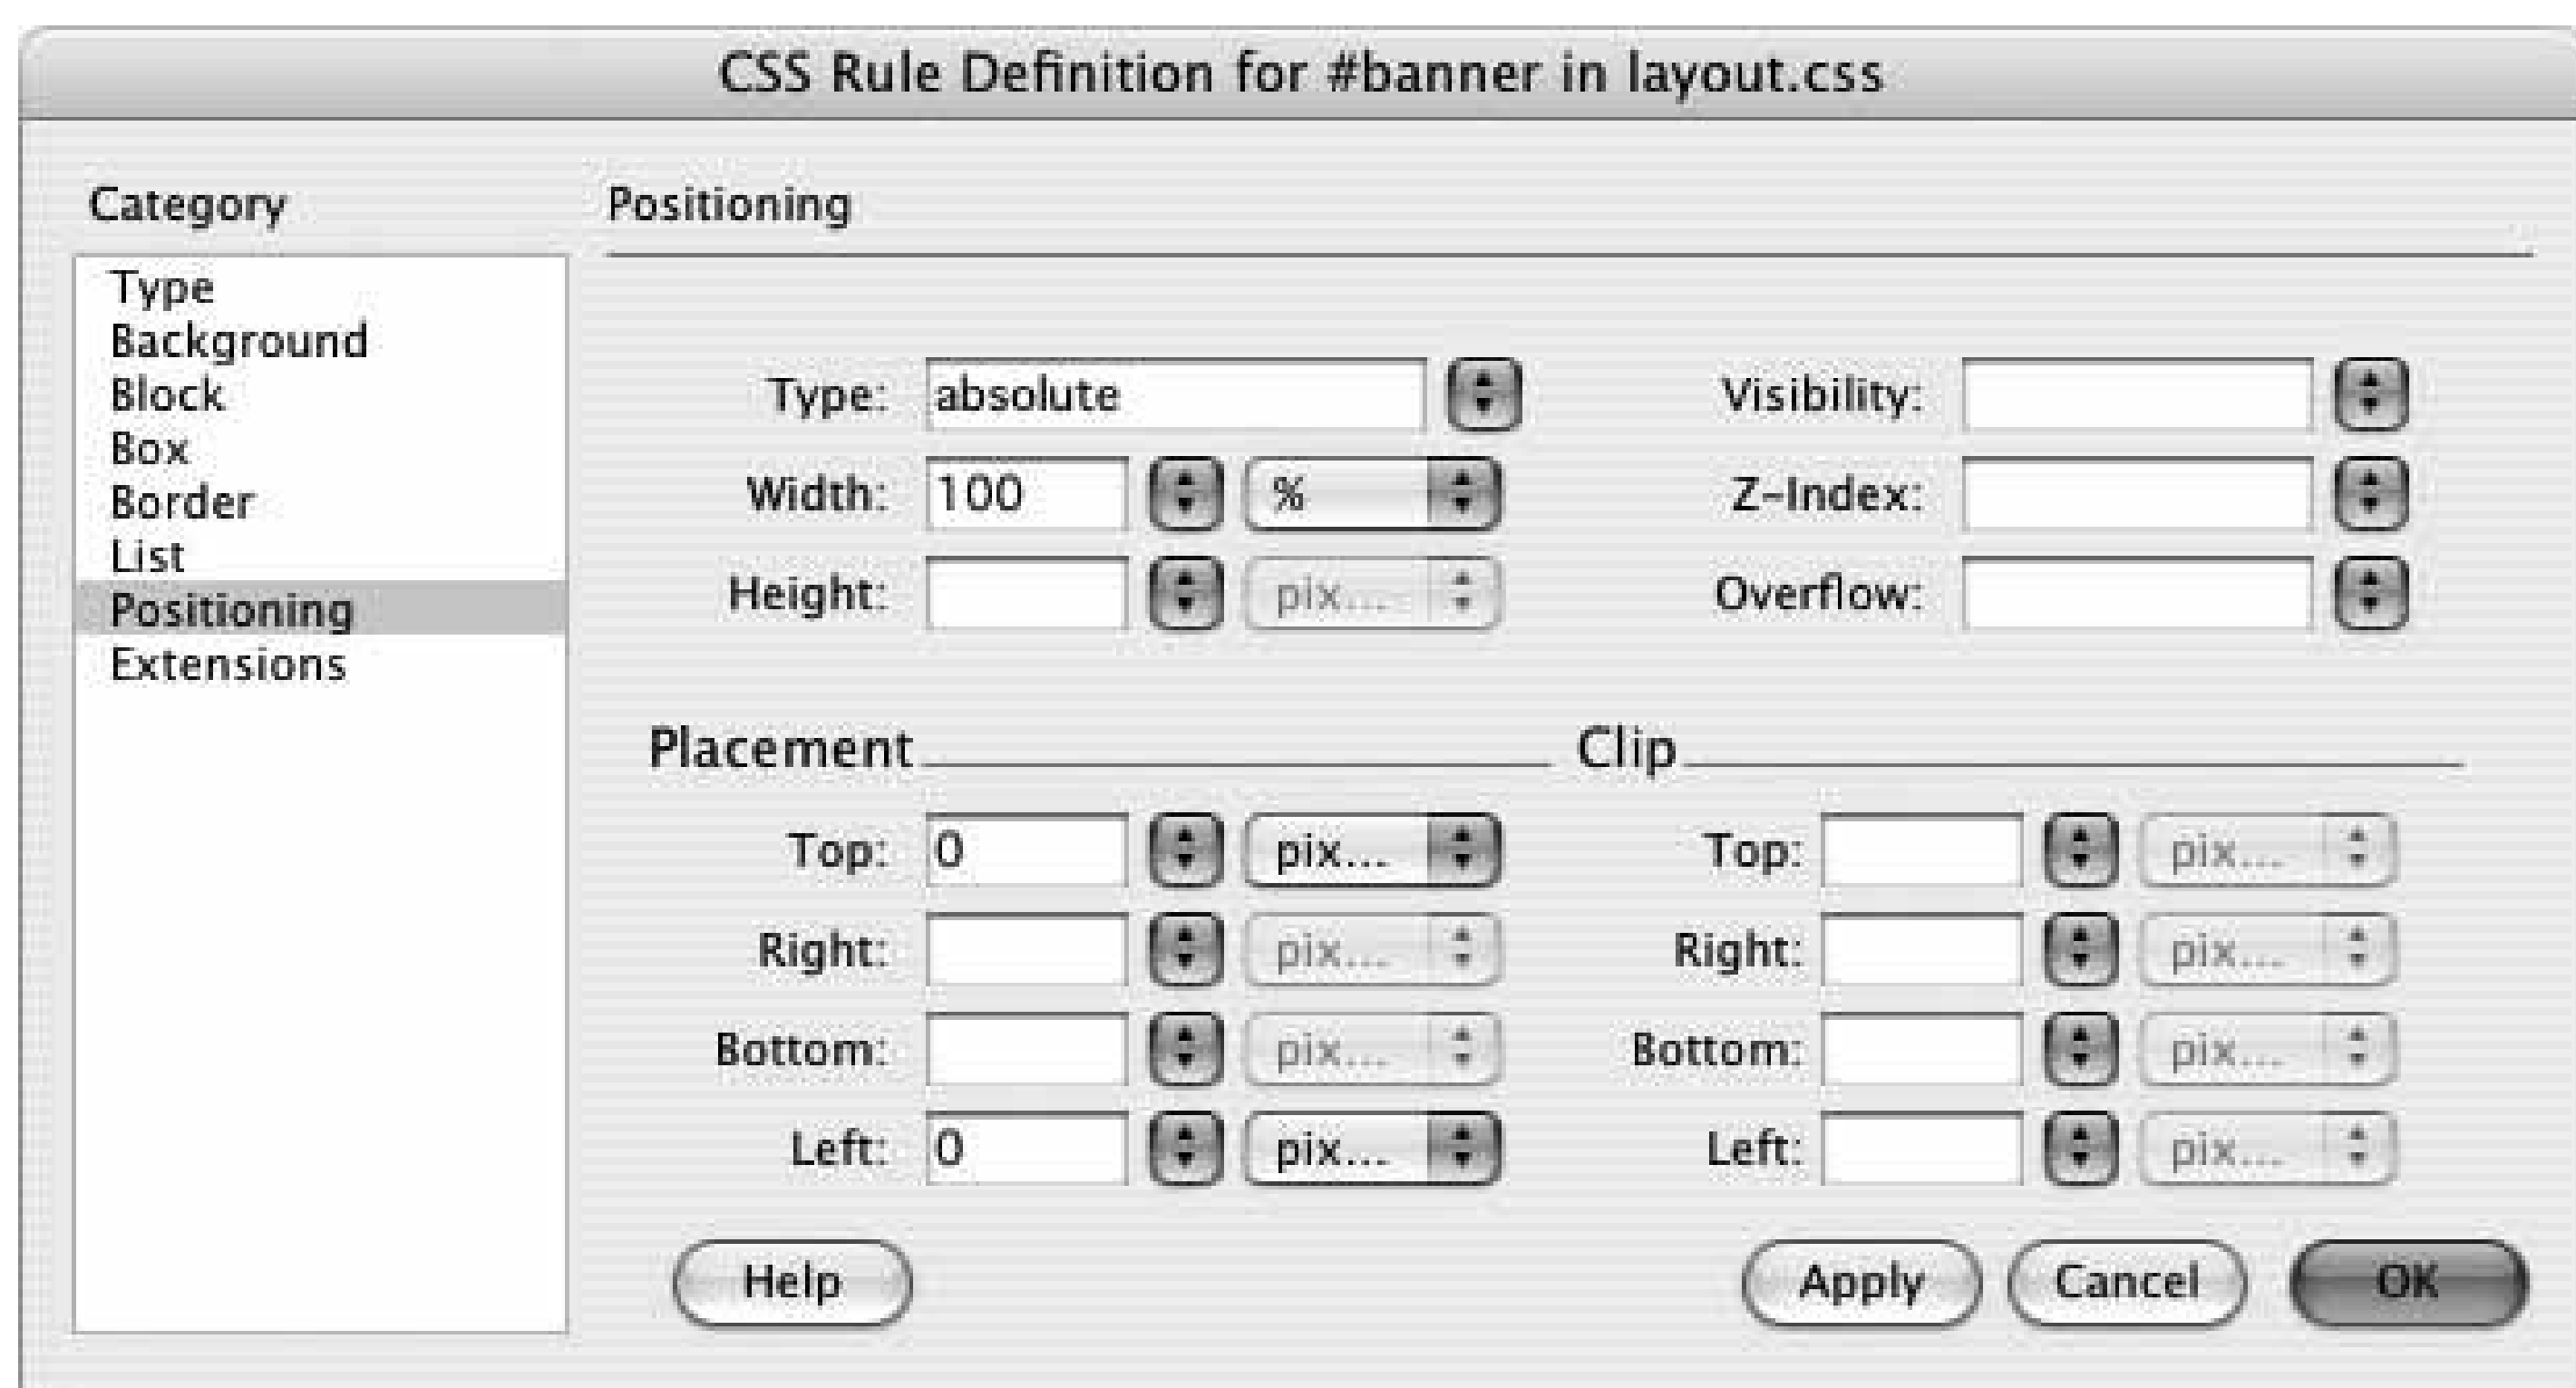 CSS Rule Definition for #banner in layout.css
Category
Type
Background
Block
Box
Border
List
Positioning
Extensions
Positioning
Type: absolute
Width: 100 %
Height: pix...
Visibility:
Z-Index:
Overflow:
Placement
Top: 0 pix...
Right: pix...
Bottom: pix...
Left: 0 pix...
Clip
Top: pix...
Right: pix...
Bottom: pix...
Left: pix...
Help
Apply
Cancel
OK